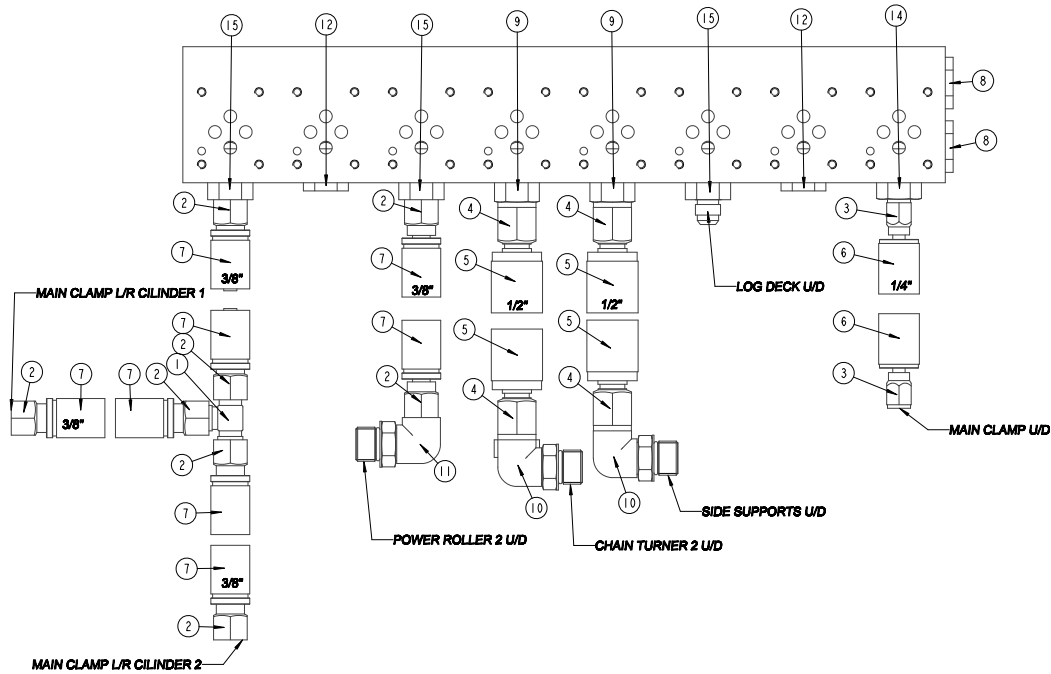 15 12 15 9 9 15 12 14
8
8
2 2 4 4 3
7 7 5 5 6
3/8" 3/8" 1/2" 1/2" 1/4"
LOG DECK U/D
MAIN CLAMP L/R CILINDER 1
7 7 5 5 6
2
1
2 7 7 2 2 4 4 3
3/8"
MAIN CLAMP U/D
2
11
10
10
7
SIDE SUPPORTS U/D
POWER ROLLER 2 U/D
CHAIN TURNER 2 U/D
7
3/8"
2
MAIN CLAMP L/R CILINDER 2